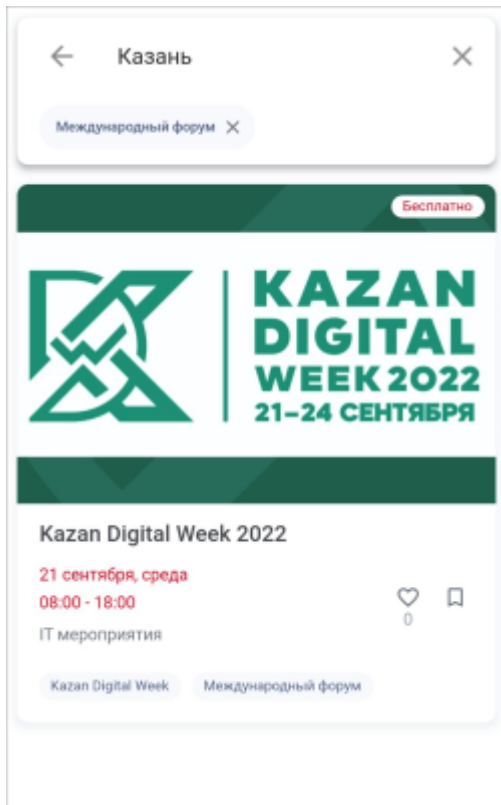 Казань
Международный форум
Бесплатно
KAZAN
DIGITAL
WEEK 2022
21–24 СЕНТЯБРЯ
Kazan Digital Week 2022
21 сентября, среда
08:00 - 18:00
0
IT мероприятия
Kazan Digital Week Международный форум